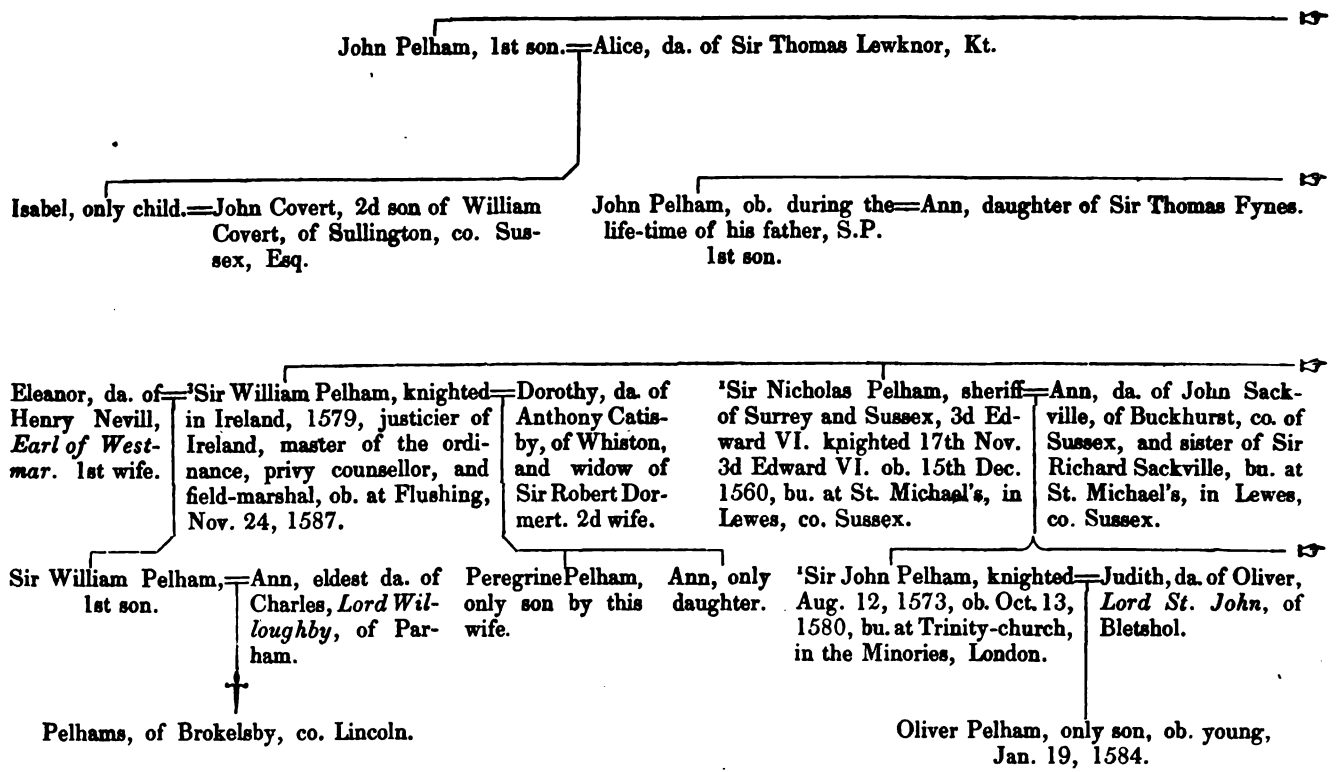 John Pelham, 1st son.=Alice, da. of Sir Thomas Lewknor, Kt.
Isabel, only child.=John Covert, 2d son of William
Covert, of Sullington, co. Sus-
sex, Esq.
John Pelham, ob. during the=Ann, daughter of Sir Thomas Fynes.
life-time of his father, S.P.
1st son.
Eleanor, da. of=
Henry Nevill,
Earl of West-
mar. 1st wife.
³Sir William Pelham, knighted=
in Ireland, 1579, justicier of
Ireland, master of the ordi-
nance, privy counsellor, and
field-marshal, ob. at Flushing,
Nov. 24, 1587.
Dorothy, da. of
Anthony Catis-
by, of Whiston,
and widow of
Sir Robert Dor-
mert. 2d wife.
¹Sir Nicholas Pelham, sheriff=
of Surrey and Sussex, 3d Ed-
ward VI. knighted 17th Nov.
3d Edward VI. ob. 15th Dec.
1560, bu. at St. Michael's, in
Lewes, co. Sussex.
Ann, da. of John Sack-
ville, of Buckhurst, co. of
Sussex, and sister of Sir
Richard Sackville, bu. at
St. Michael's, in Lewes,
co. Sussex.
Sir William Pelham,=
1st son.
Ann, eldest da. of
Charles, Lord Wil-
loughby, of Par-
ham.
Peregrine Pelham,
only son by this
wife.
Ann, only
daughter.
¹Sir John Pelham, knighted=
Aug. 12, 1573, ob. Oct. 13,
1580, bu. at Trinity-church,
in the Minories, London.
Judith, da. of Oliver,
Lord St. John, of
Bletshol.
Pelhams, of Brokelsby, co. Lincoln.
Oliver Pelham, only son, ob. young,
Jan. 19, 1584.